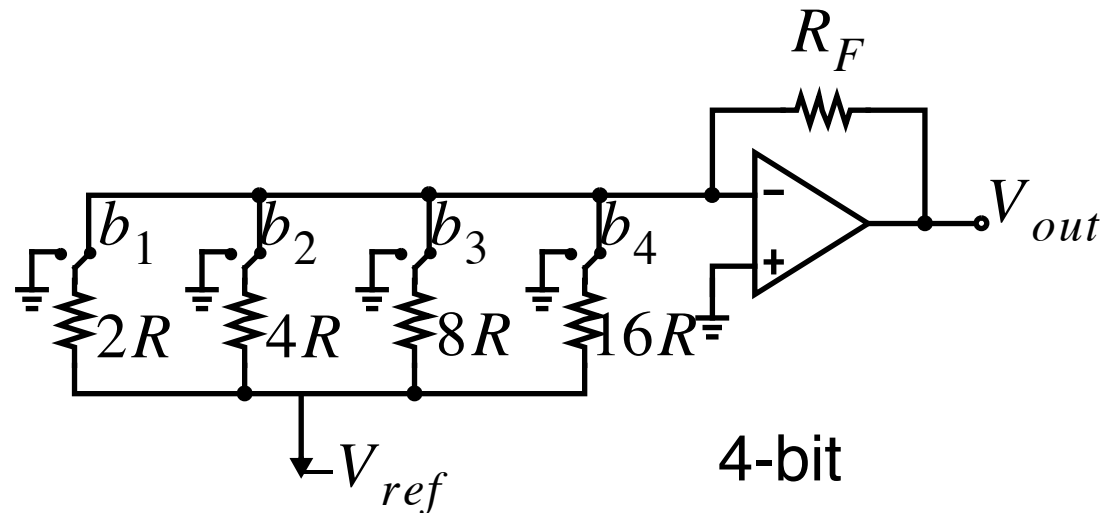 R_F
b_1 b_2 b_3 b_4
− 
+
V_out
2R 4R 8R 16R
–V_ref
4-bit